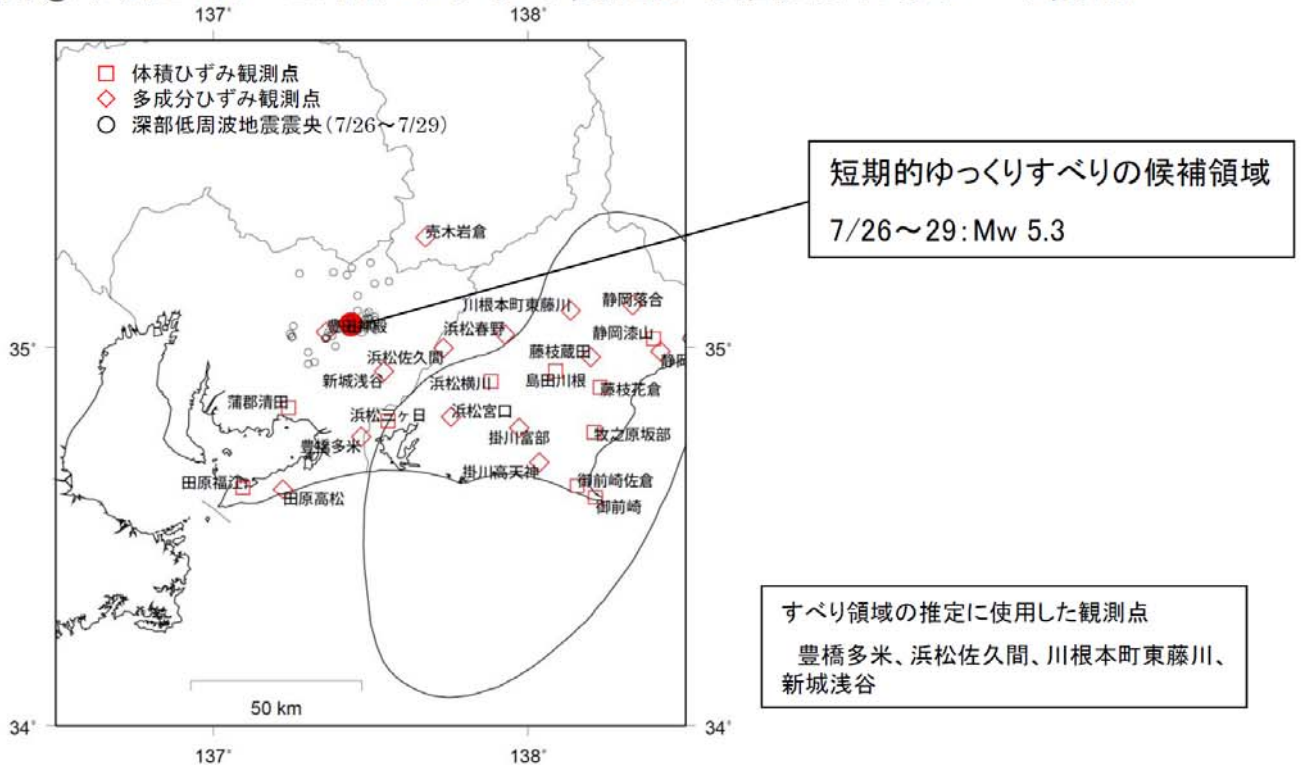 137°
138°
体積ひずみ観測点
多成分ひずみ観測点
深部低周波地震震央(7/26~7/29)
短期的ゆっくりすべりの候補領域
7/26~29:Mw 5.3
売木岩倉
川根本町東藤川
静岡落合
浜松春野
静岡漆山
35°
35°
浜松佐久間
藤枝蔵田
静岡
新城浅谷
浜松横川
島田川根
藤枝花倉
蒲郡清田
浜松三ヶ日
浜松宮口
豊橋多米
掛川富部
牧之原坂部
掛川高天神
田原福江
御前崎佐倉
田原高松
御前崎
すべり領域の推定に使用した観測点
豊橋多米、浜松佐久間、川根本町東藤川、
新城浅谷
50 km
34°
34°
137°
138°